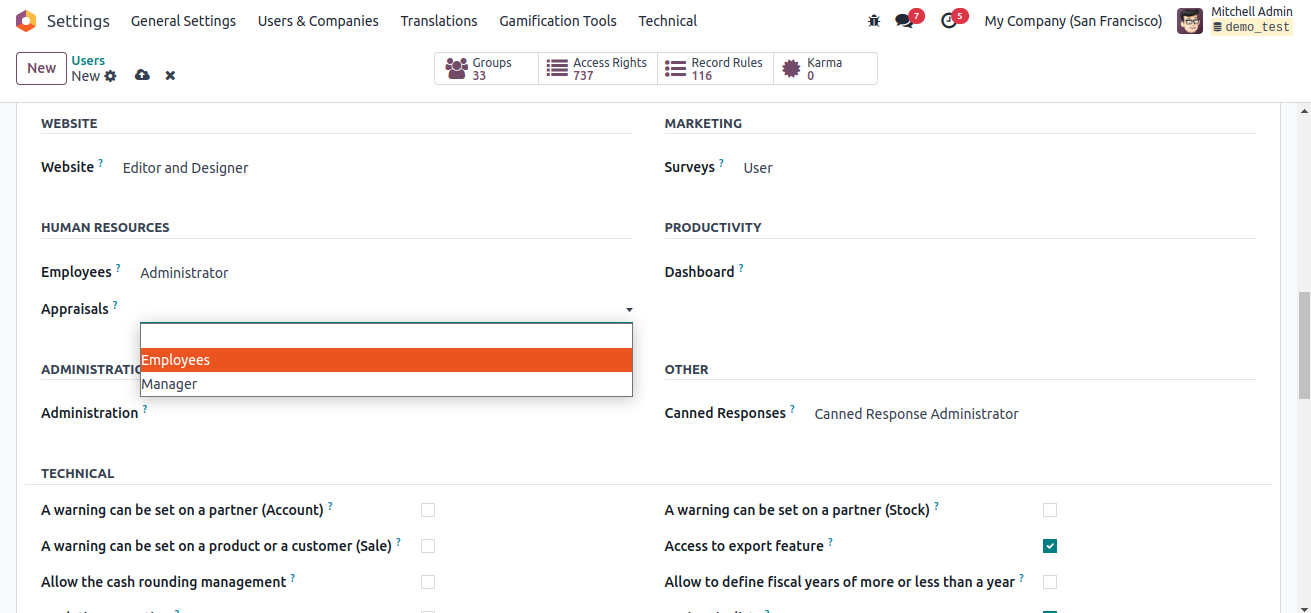 Settings General Settings Users & Companies Translations Gamification Tools Technical 7 5 My Company (San Francisco) Mitchell Admin
demo_test
New Users
New
Groups 33 Access Rights 737 Record Rules 116 Karma 0
WEBSITE MARKETING
Website ? Editor and Designer Surveys ? User
HUMAN RESOURCES PRODUCTIVITY
Employees ? Administrator Dashboard ?
Appraisals ?
Employees
Manager
ADMINISTRATIO OTHER
Administration ? Canned Responses ? Canned Response Administrator
TECHNICAL
A warning can be set on a partner (Account) ? A warning can be set on a partner (Stock) ?
A warning can be set on a product or a customer (Sale) ? Access to export feature ?
Allow the cash rounding management ? Allow to define fiscal years of more or less than a year ?